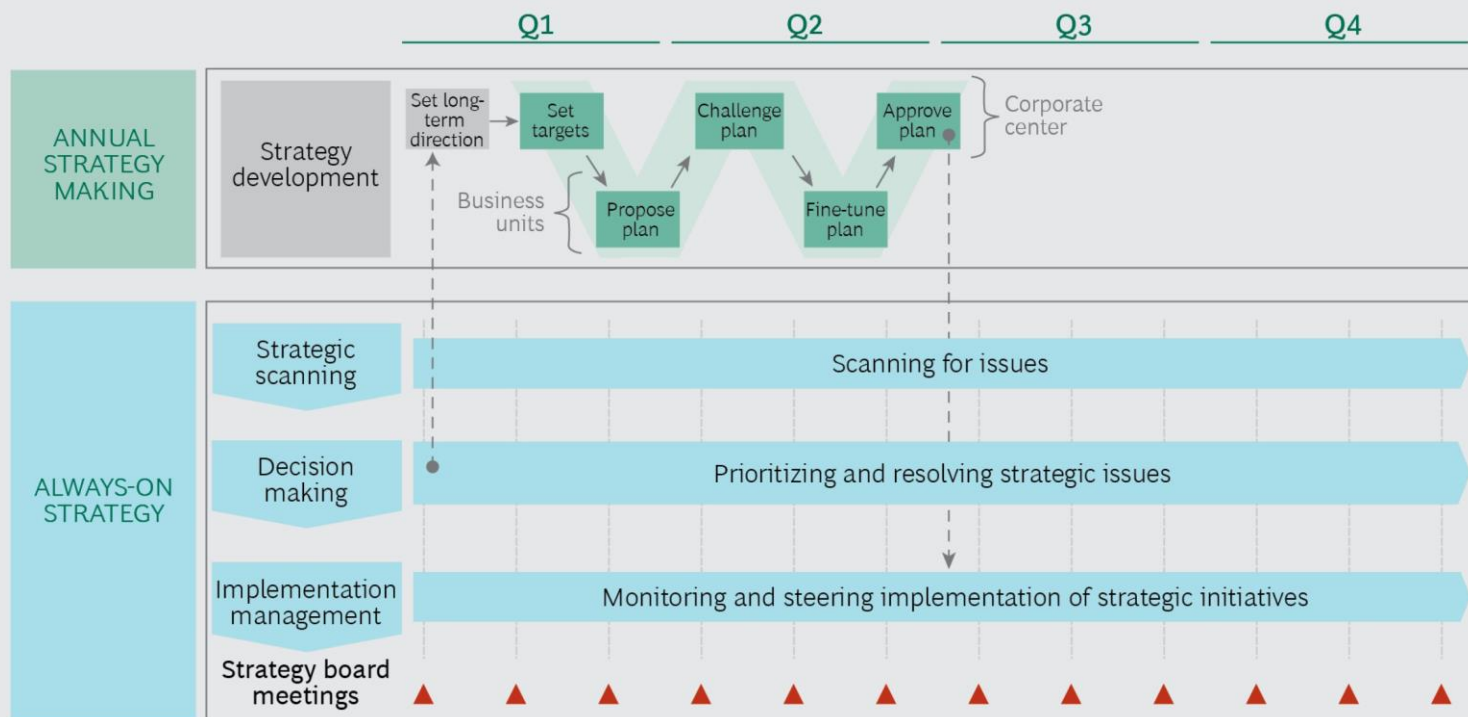 Q1 Q2 Q3 Q4
ANNUAL
STRATEGY
MAKING
Strategy
development
Set long-
term
direction
Set
targets
Business
units
Propose
plan
Challenge
plan
Fine-tune
plan
Approve
plan
Corporate
center
ALWAYS-ON
STRATEGY
Strategic
scanning
Scanning for issues
Decision
making
Prioritizing and resolving strategic issues
Implementation
management
Monitoring and steering implementation of strategic initiatives
Strategy board
meetings